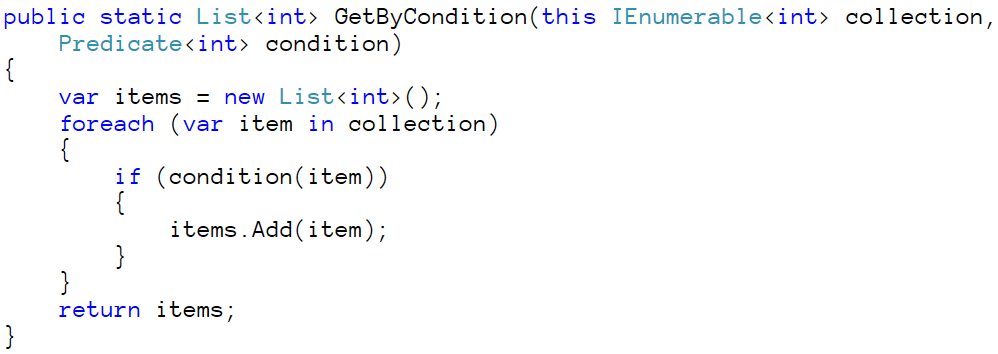 public static List<int> GetByCondition(this IEnumerable<int> collection,
    Predicate<int> condition)
{
    var items = new List<int>();
    foreach (var item in collection)
    {
        if (condition(item))
        {
            items.Add(item);
        }
    }
    return items;
}